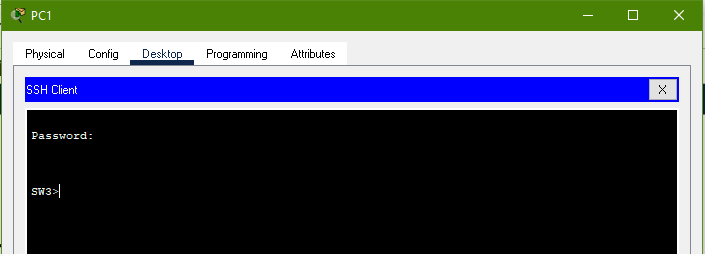 PC1
Physical Config Desktop Programming Attributes
SSH Client X
Password:
SW3>